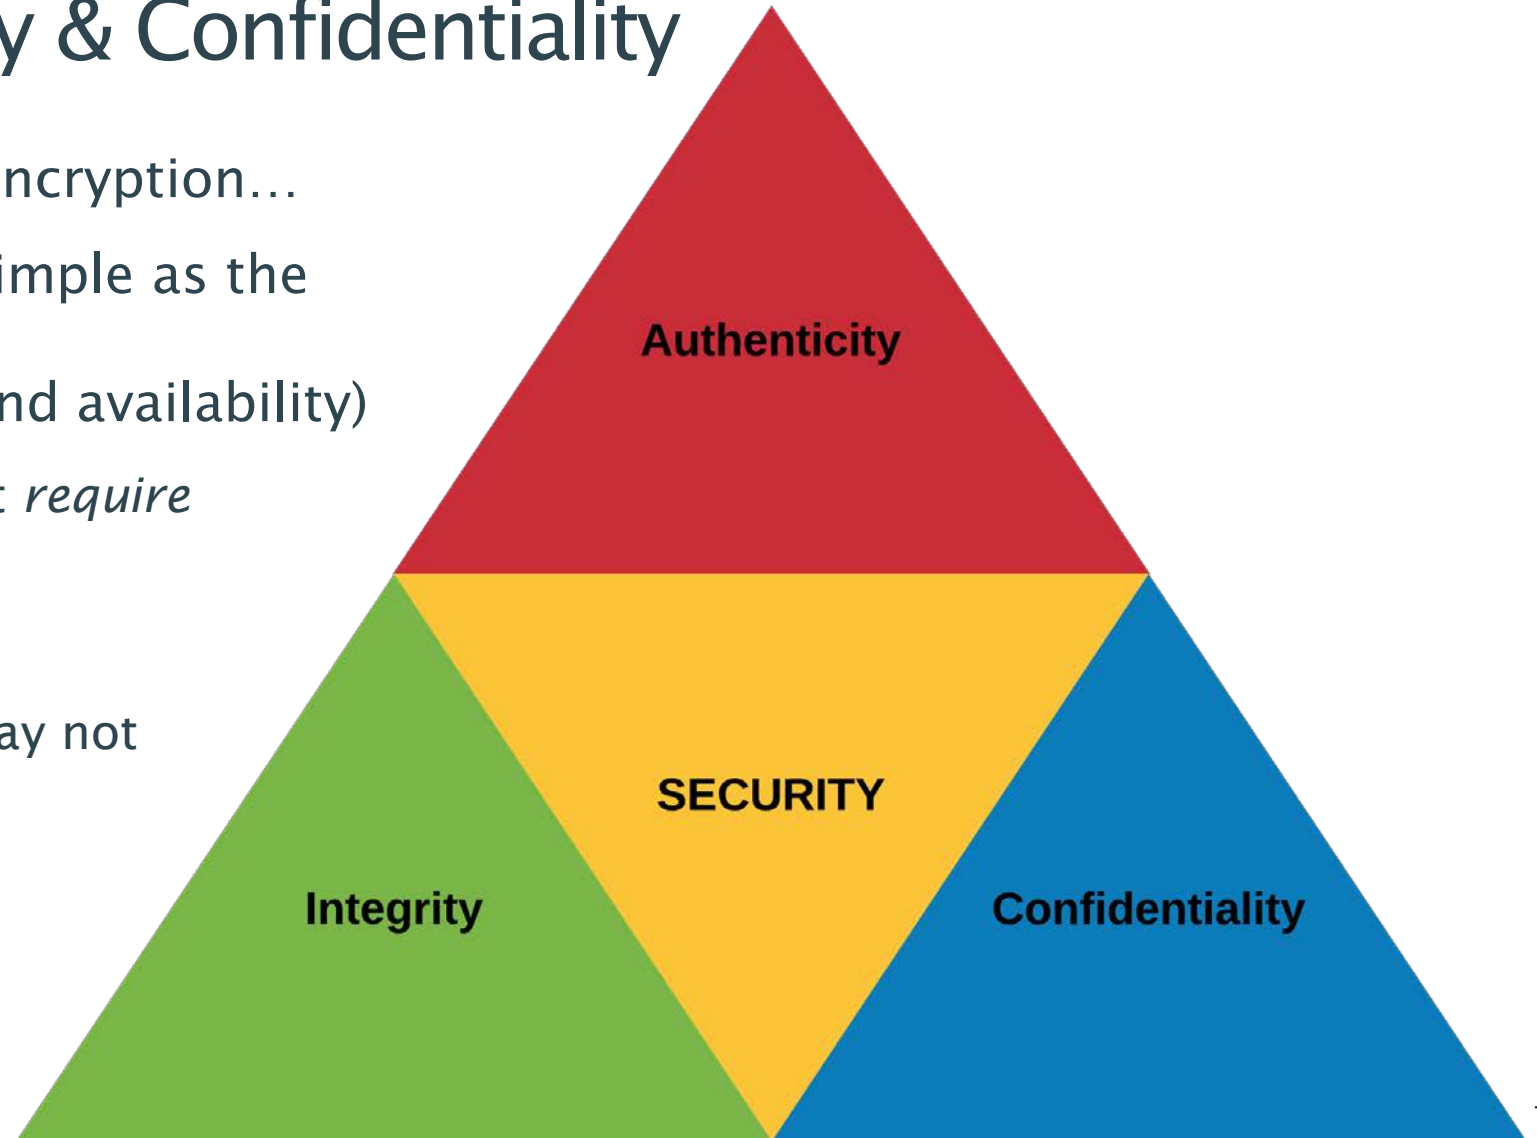 y & Confidentiality
ncryption…
imple as the
nd availability)
require
ay not
Authenticity
SECURITY
Integrity
Confidentiality